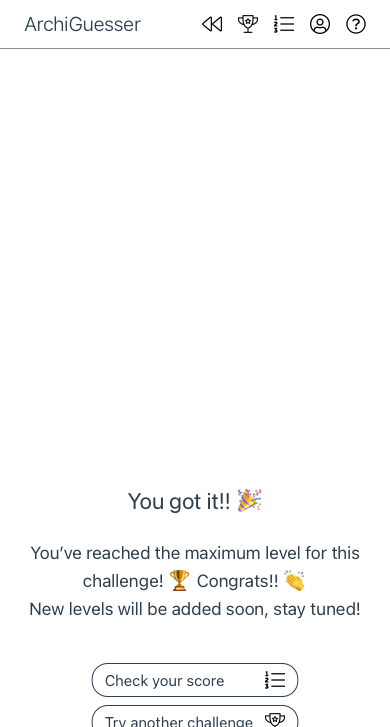 ArchiGuesser
You got it!! 🎉
You’ve reached the maximum level for this
challenge! 🏆 Congrats!! 👏
New levels will be added soon, stay tuned!
Check your score
Try another challenge